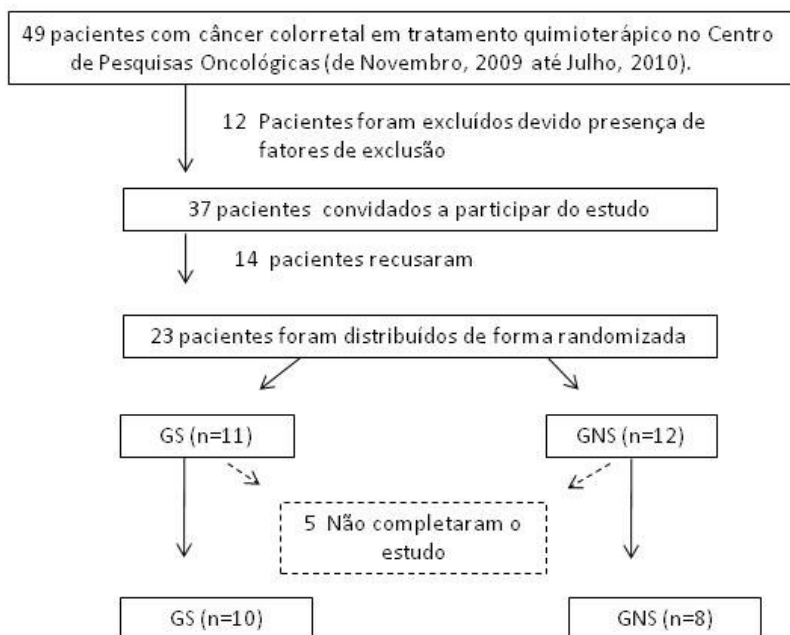 49 pacientes com câncer colorretal em tratamento quimioterápico no Centro
de Pesquisas Oncológicas (de Novembro, 2009 até Julho, 2010).
12 Pacientes foram excluídos devido presença de
fatores de exclusão
37 pacientes convidados a participar do estudo
14 pacientes recusaram
23 pacientes foram distribuídos de forma randomizada
GS (n=11)
GNS (n=12)
5 Não completaram o
estudo
GS (n=10)
GNS (n=8)